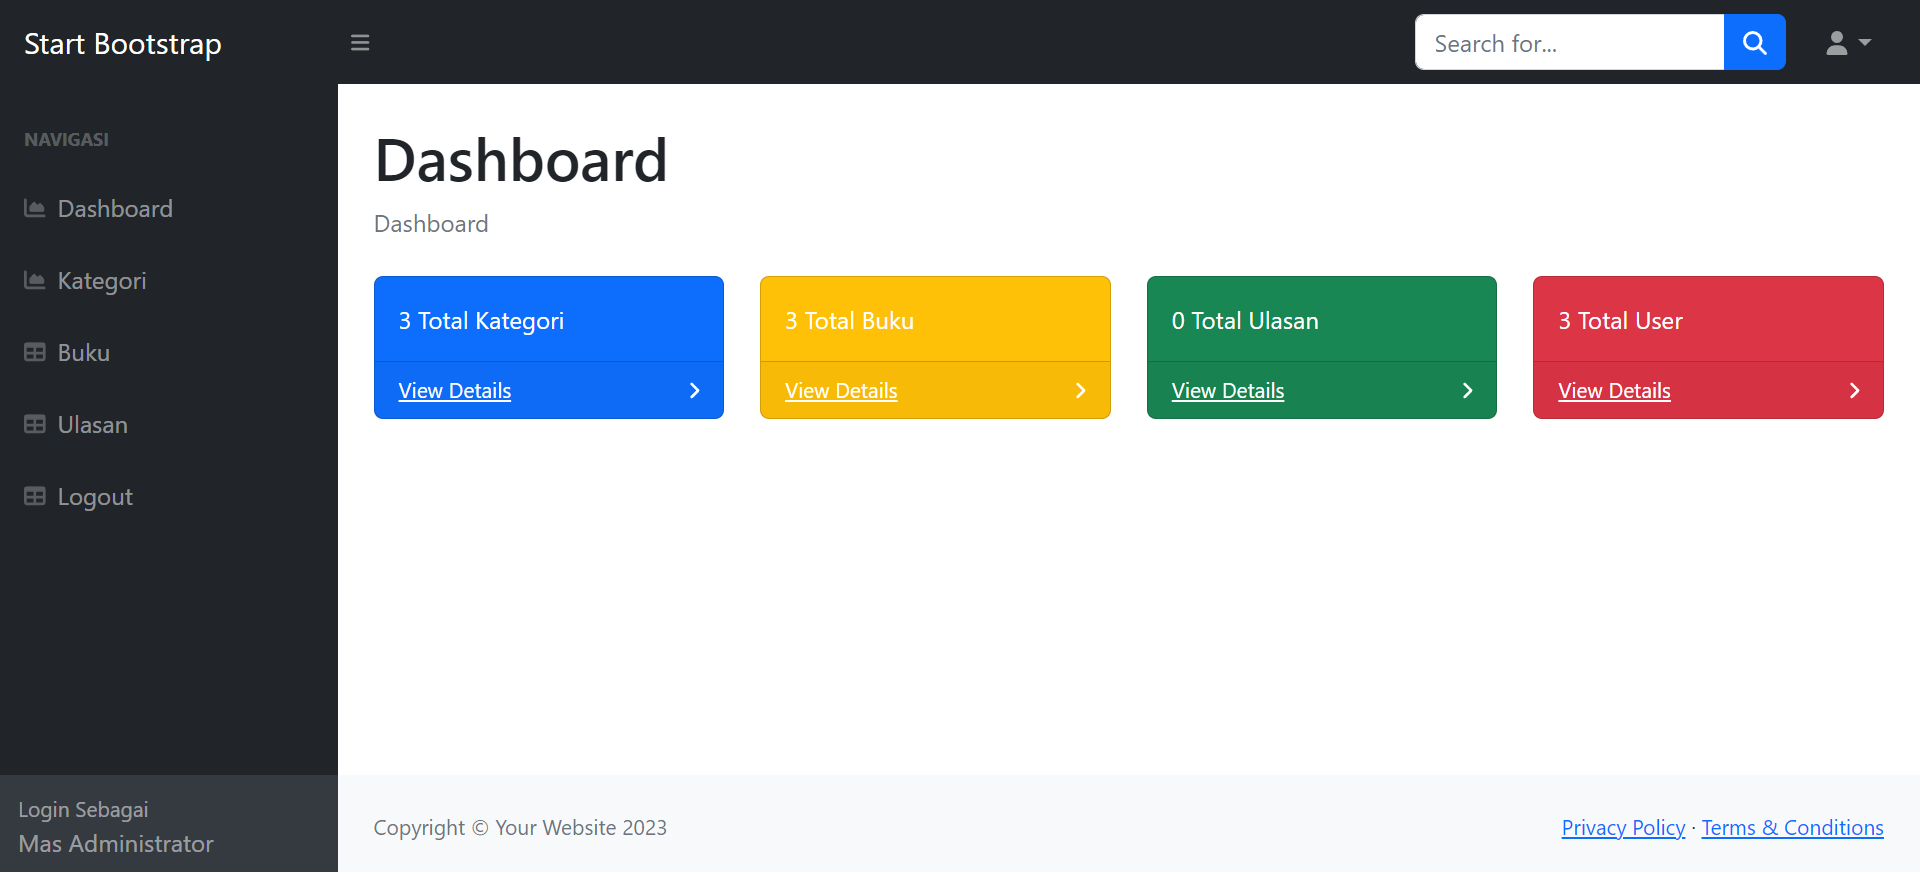 Start Bootstrap
Search for...
NAVIGASI
Dashboard
Kategori
Buku
Ulasan
Logout
Login Sebagai
Mas Administrator
Dashboard
Dashboard
3 Total Kategori
View Details
3 Total Buku
View Details
0 Total Ulasan
View Details
3 Total User
View Details
Copyright © Your Website 2023
Privacy Policy · Terms & Conditions